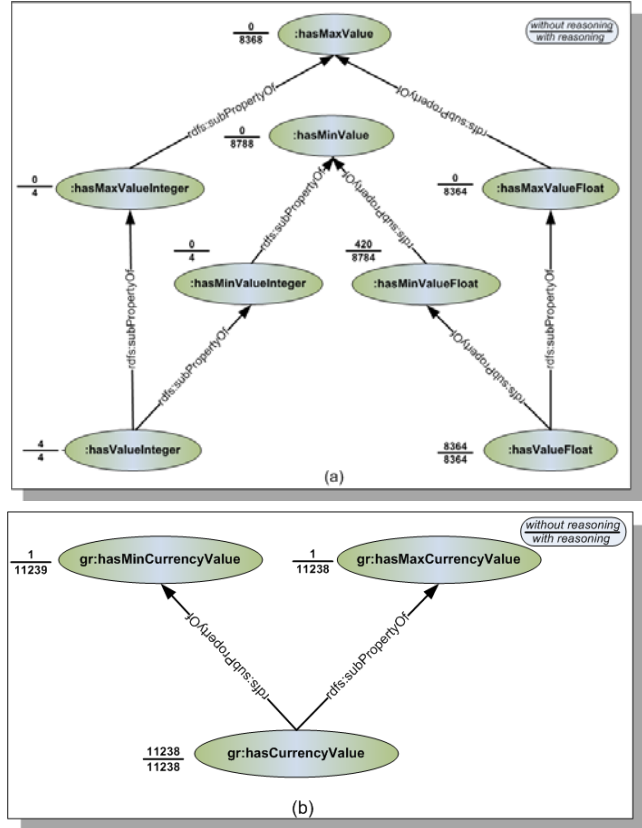 without reasoning
with reasoning
0
8368
:hasMaxValue
rdfs:subPropertyOf
rdfs:subPropertyOf
0
8788
:hasMinValue
0
4
:hasMaxValueInteger
rdfs:subPropertyOf
rdfs:subPropertyOf
0
8364
:hasMaxValueFloat
0
4
:hasMinValueInteger
420
8784
:hasMinValueFloat
rdfs:subPropertyOf
rdfs:subPropertyOf
rdfs:subPropertyOf
rdfs:subPropertyOf
4
4
:hasValueInteger
8364
8364
:hasValueFloat
(a)
without reasoning
with reasoning
1
11239
gr:hasMinCurrencyValue
1
11238
gr:hasMaxCurrencyValue
rdfs:subPropertyOf
rdfs:subPropertyOf
11238
11238
gr:hasCurrencyValue
(b)